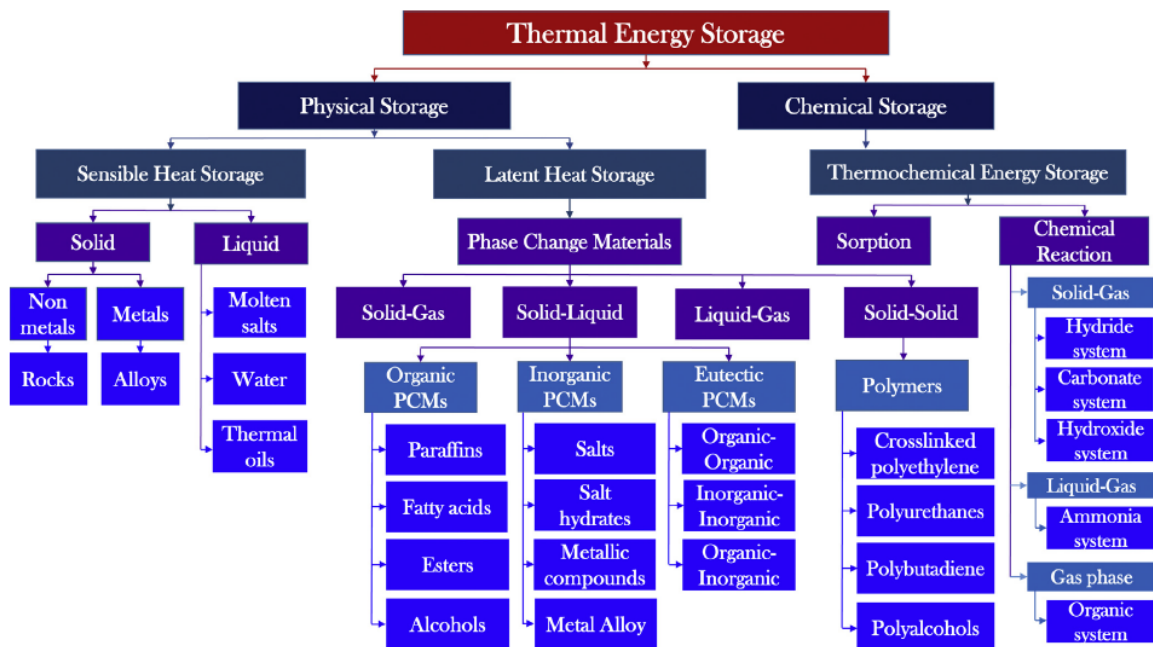 Thermal Energy Storage
Physical Storage
Chemical Storage
Sensible Heat Storage
Latent Heat Storage
Thermochemical Energy Storage
Solid
Liquid
Phase Change Materials
Sorption
Chemical
Reaction
Non
metals
Metals
Molten
salts
Solid-Gas
Solid-Liquid
Liquid-Gas
Solid-Solid
Solid-Gas
Hydride
system
Rocks
Alloys
Water
Organic
PCMs
Inorganic
PCMs
Eutectic
PCMs
Polymers
Carbonate
system
Thermal
oils
Paraffins
Salts
Organic-
Organic
Crosslinked
polyethylene
Hydroxide
system
Fatty acids
Salt
hydrates
Inorganic-
Inorganic
Polyurethanes
Liquid-Gas
Ammonia
system
Esters
Metallic
compounds
Organic-
Inorganic
Polybutadiene
Gas phase
Alcohols
Metal Alloy
Polyalcohols
Organic
system